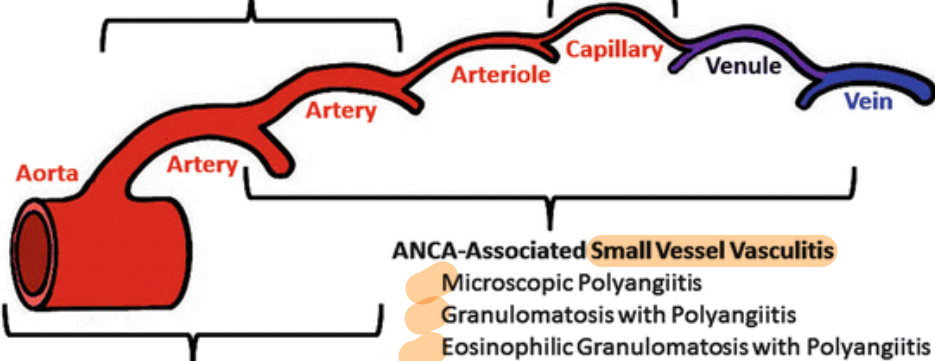 Capillary
Arteriole
Venule
Artery
Vein
Artery
Aorta
ANCA-Associated Small Vessel Vasculitis
Microscopic Polyangiitis
Granulomatosis with Polyangiitis
Eosinophilic Granulomatosis with Polyangiitis